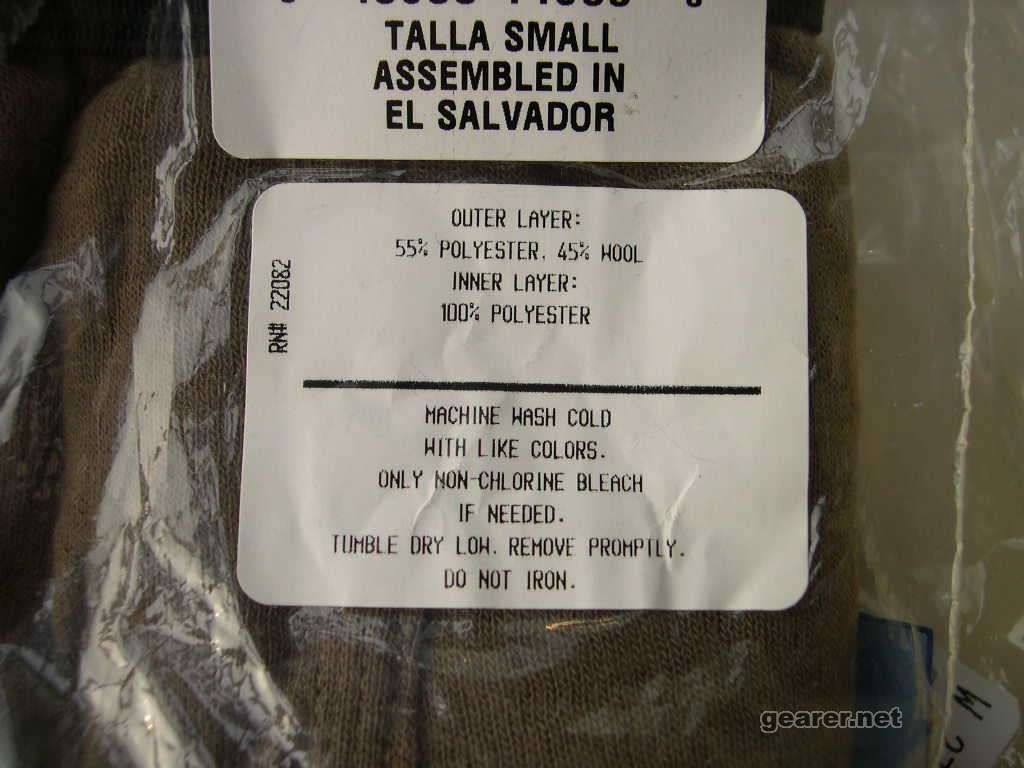 TALLA SMALL
ASSEMBLED IN
EL SALVADOR
RN# 22082
OUTER LAYER:
55% POLYESTER, 45% WOOL
INNER LAYER:
100% POLYESTER
MACHINE WASH COLD
WITH LIKE COLORS.
ONLY NON-CHLORINE BLEACH
IF NEEDED.
TUMBLE DRY LOW. REMOVE PROMPTLY.
DO NOT IRON.
M
gearer.net